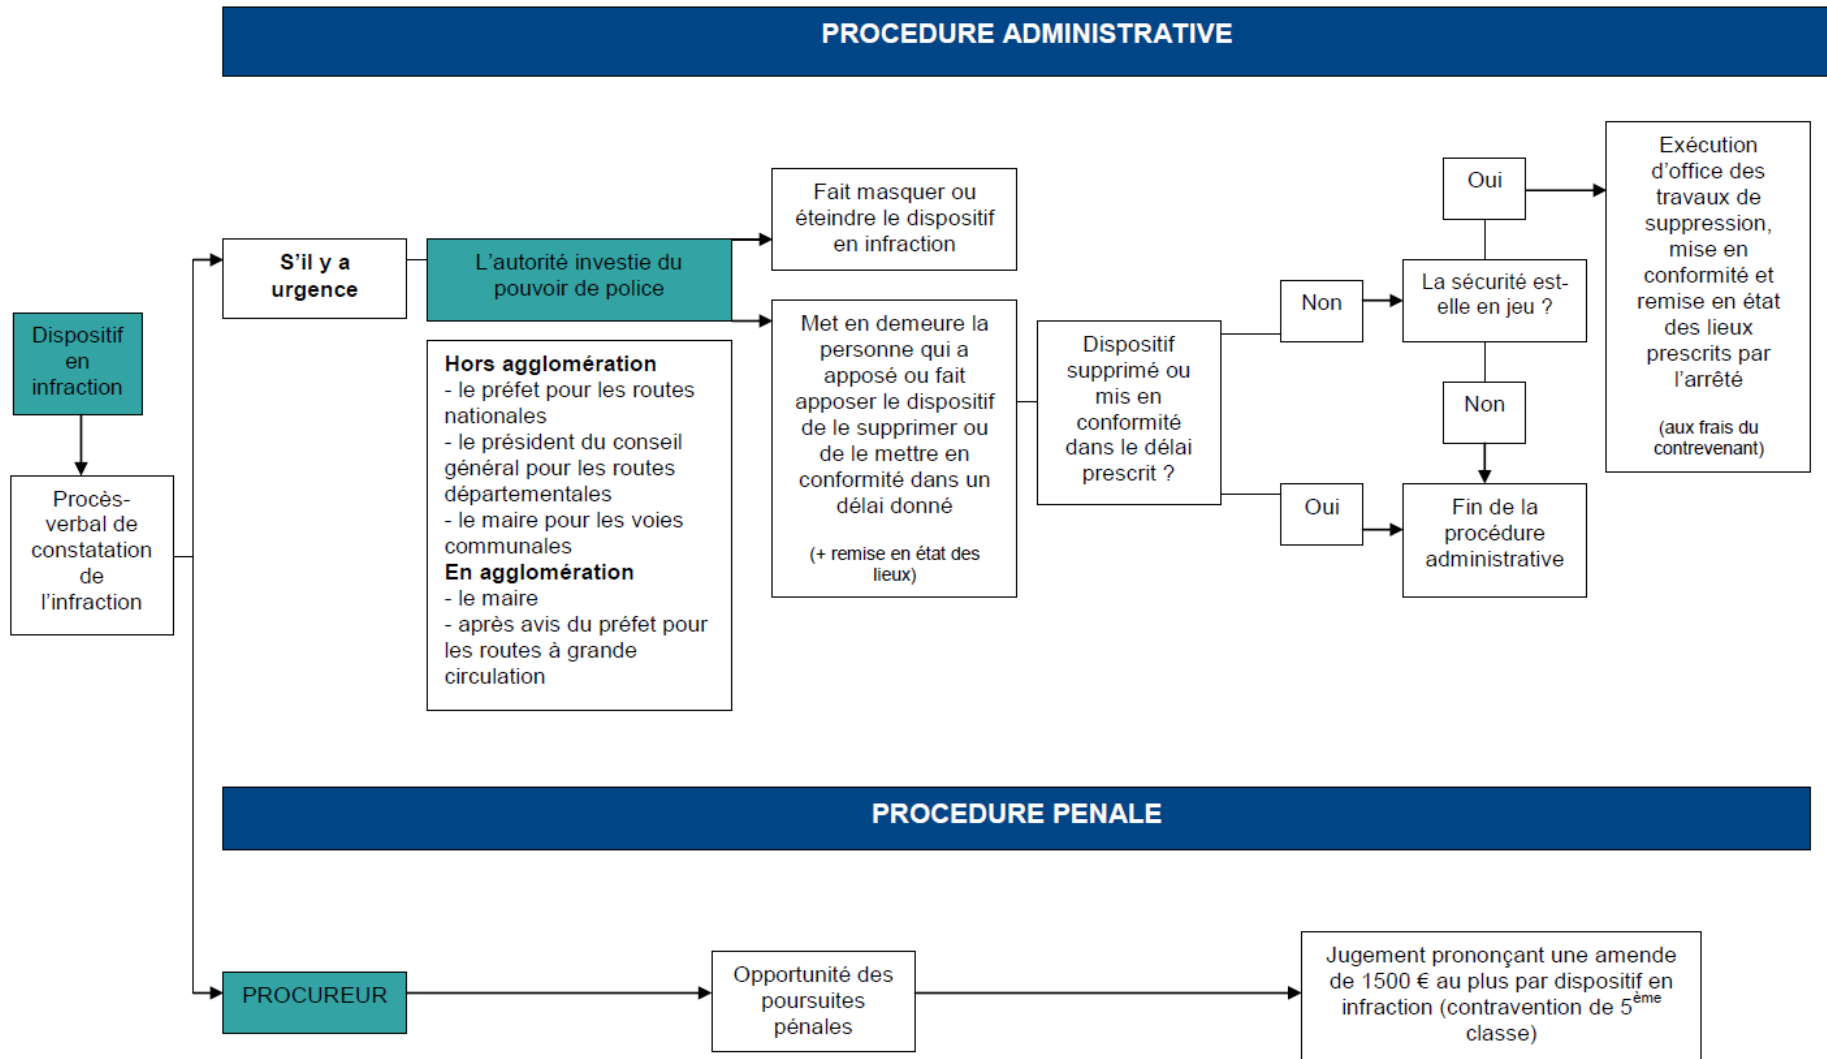 PROCEDURE ADMINISTRATIVE
Dispositif
en
infraction
Procès-
verbal de
constatation
de
l'infraction
S'il y a
urgence
L'autorité investie du
pouvoir de police
Hors agglomération
- le préfet pour les routes
nationales
- le président du conseil
général pour les routes
départementales
- le maire pour les voies
communales
En agglomération
- le maire
- après avis du préfet pour
les routes à grande
circulation
Fait masquer ou
éteindre le dispositif
en infraction
Met en demeure la
personne qui a
apposé ou fait
apposer le dispositif
de le supprimer ou
de le mettre en
conformité dans un
délai donné
(+ remise en état des
lieux)
Dispositif
supprimé ou
mis en
conformité
dans le délai
prescrit ?
Non
Oui
Oui
La sécurité est-
elle en jeu ?
Non
Fin de la
procédure
administrative
Exécution
d'office des
travaux de
suppression,
mise en
conformité et
remise en état
des lieux
prescrits par
l'arrêté
(aux frais du
contrevenant)
PROCEDURE PENALE
PROCUREUR
Opportunité des
poursuites
pénales
Jugement prononçant une amende
de 1500 € au plus par dispositif en
infraction (contravention de 5ème
classe)